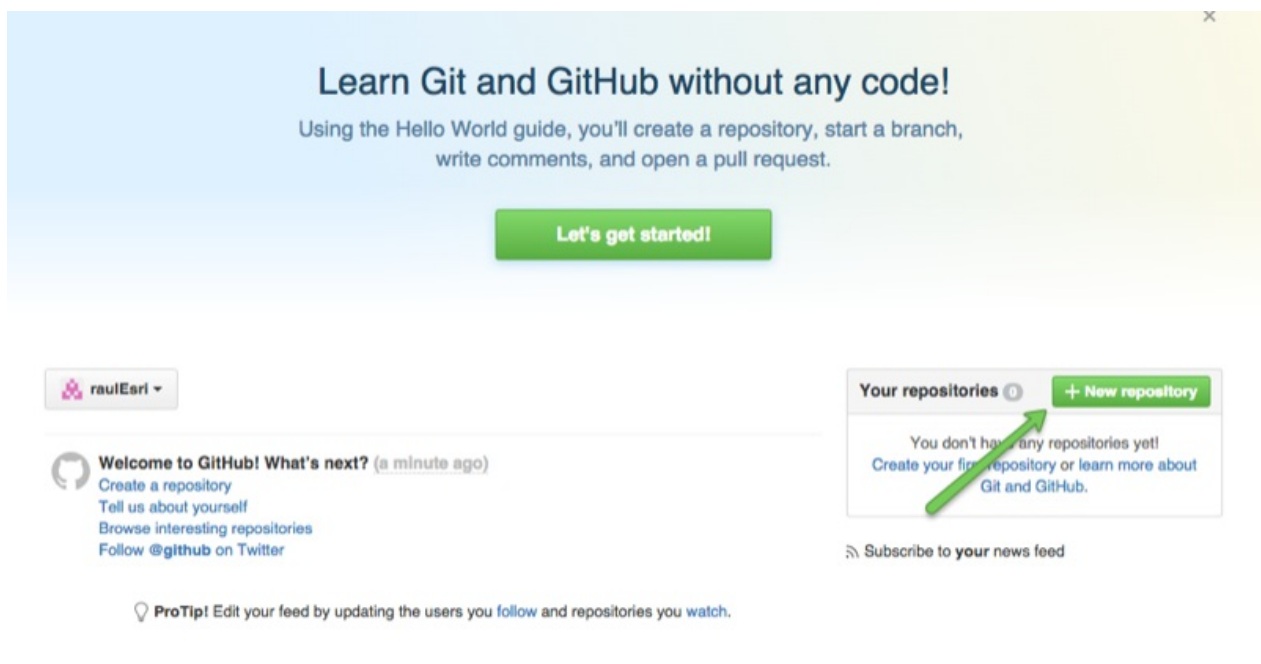 ×
Learn Git and GitHub without any code!
Using the Hello World guide, you'll create a repository, start a branch,
write comments, and open a pull request.
Let's get started!
raulEsri
Your repositories 0
+ New repository
Welcome to GitHub! What's next? (a minute ago)
Create a repository
Tell us about yourself
Browse interesting repositories
Follow @github on Twitter
You don't have any repositories yet!
Create your first repository or learn more about
Git and GitHub.
Subscribe to your news feed
ProTip! Edit your feed by updating the users you follow and repositories you watch.